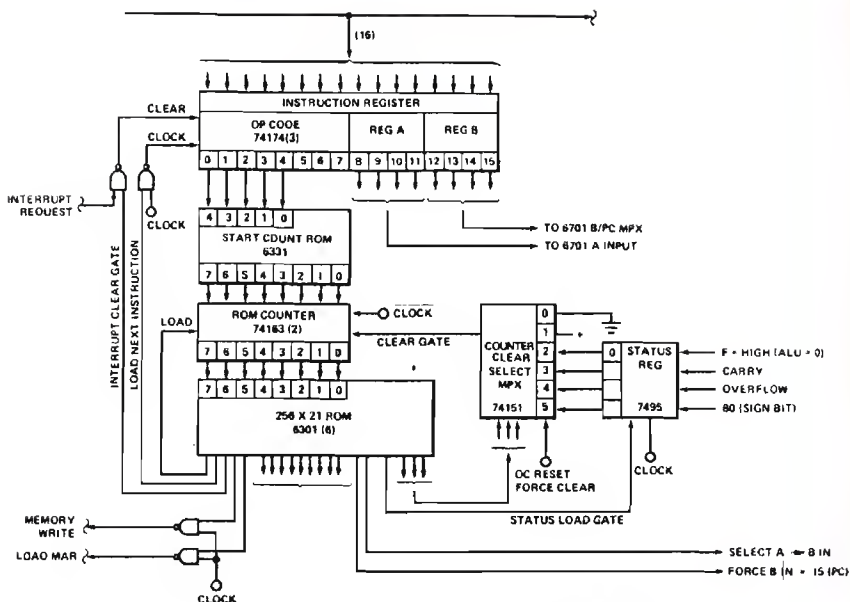 (16)
INSTRUCTION REGISTER
CLEAR
OP CODE
74174(3)
REG A
REG B
CLOCK
0 1 2 3 4 5 6 7 8 9 10 11 12 13 14 15
INTERRUPT
REQUEST
CLOCK
4 3 2 1 0
START COUNT ROM
6331
TO 6701 B/PC MPX
TO 6701 A INPUT
7 6 5 4 3 2 1 0
INTERRUPT CLEAR GATE
LOAD NEXT INSTRUCTION
LOAD
ROM COUNTER
74163 (2)
CLOCK
CLEAR GATE
7 6 5 4 3 2 1 0
COUNTER
CLEAR
SELECT
MPX
74151
0
1 +
2
3
4
5
0
STATUS
REG
7495
F = HIGH (ALU = 0)
CARRY
OVERFLOW
80 (SIGN BIT)
7 6 5 4 3 2 1 0
256 X 21 ROM
6301 (6)
OC RESET
FORCE CLEAR
CLOCK
STATUS LOAD GATE
MEMORY
WRITE
LOAD MAR
CLOCK
SELECT A → B IN
FORCE B IN = 15 (PC)